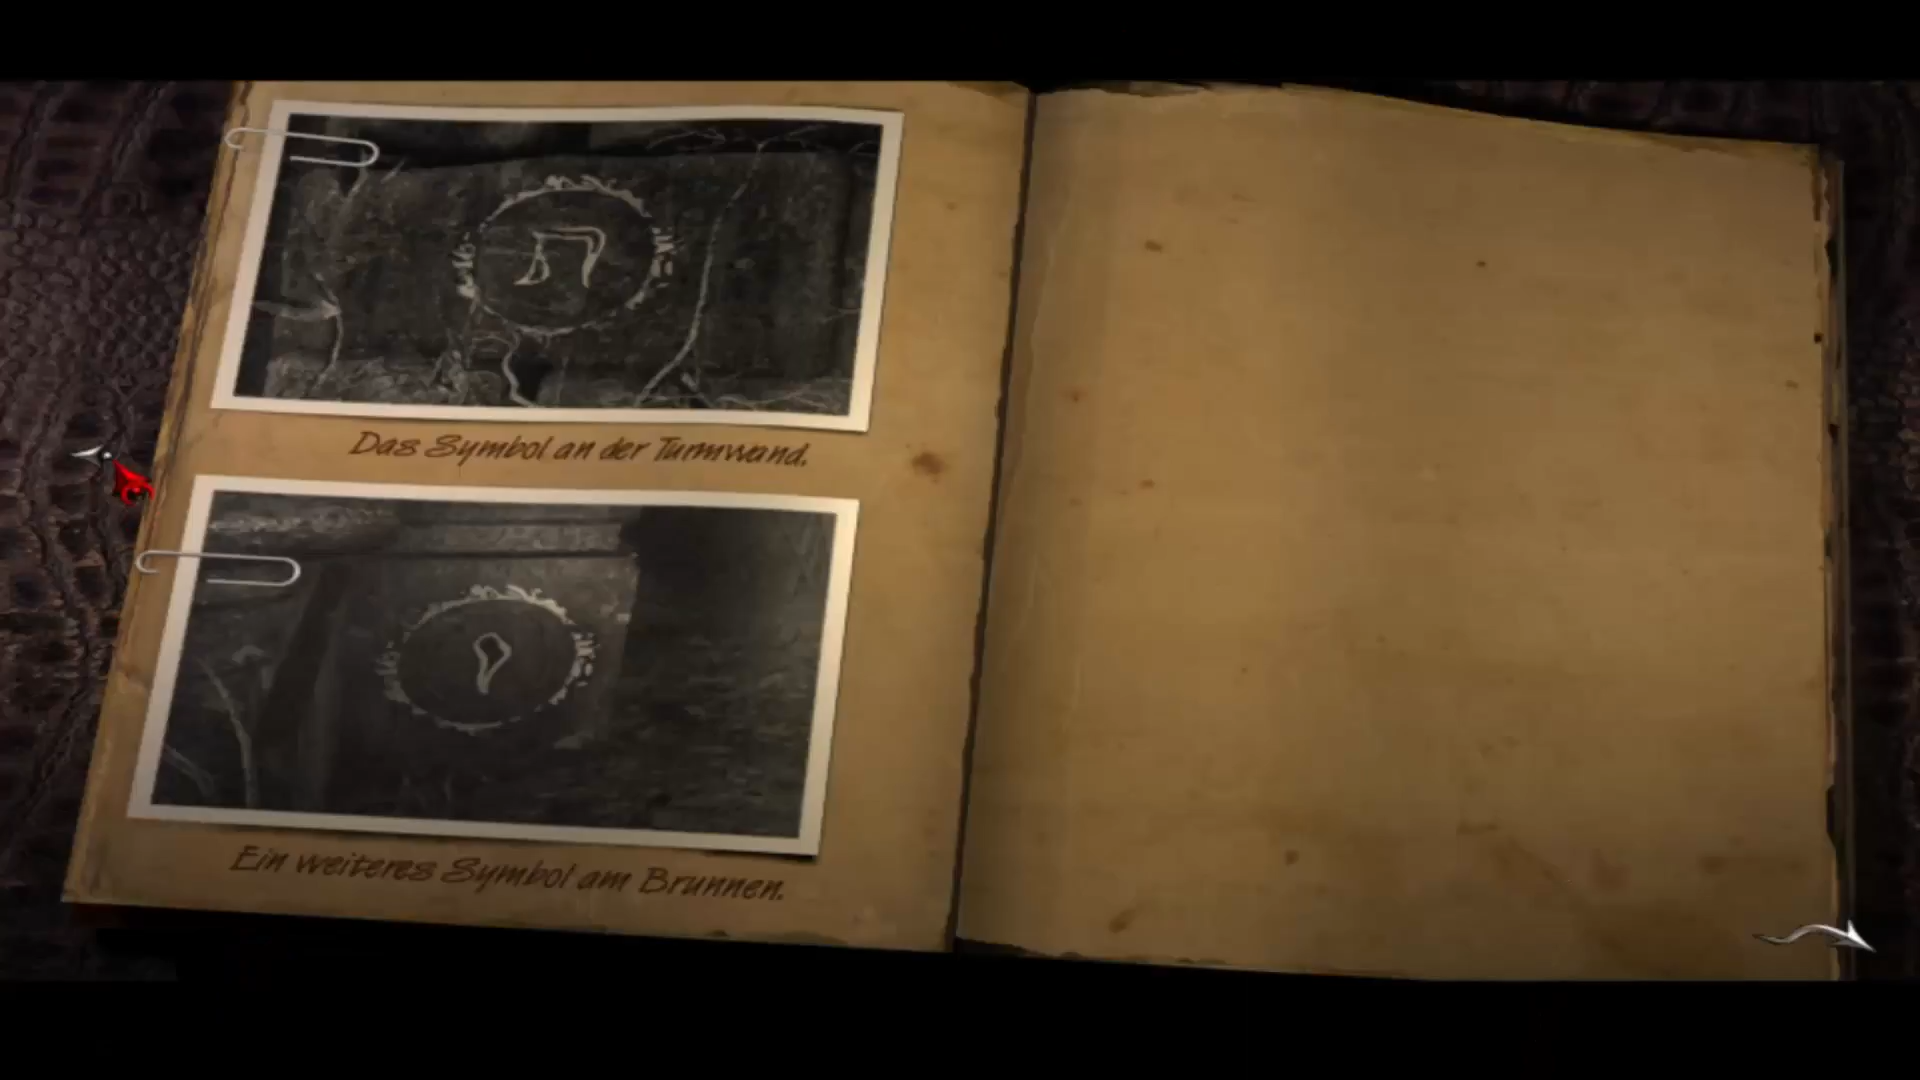 ת
Das Symbol an der Turmwand.
י
Ein weiteres Symbol am Brunnen.